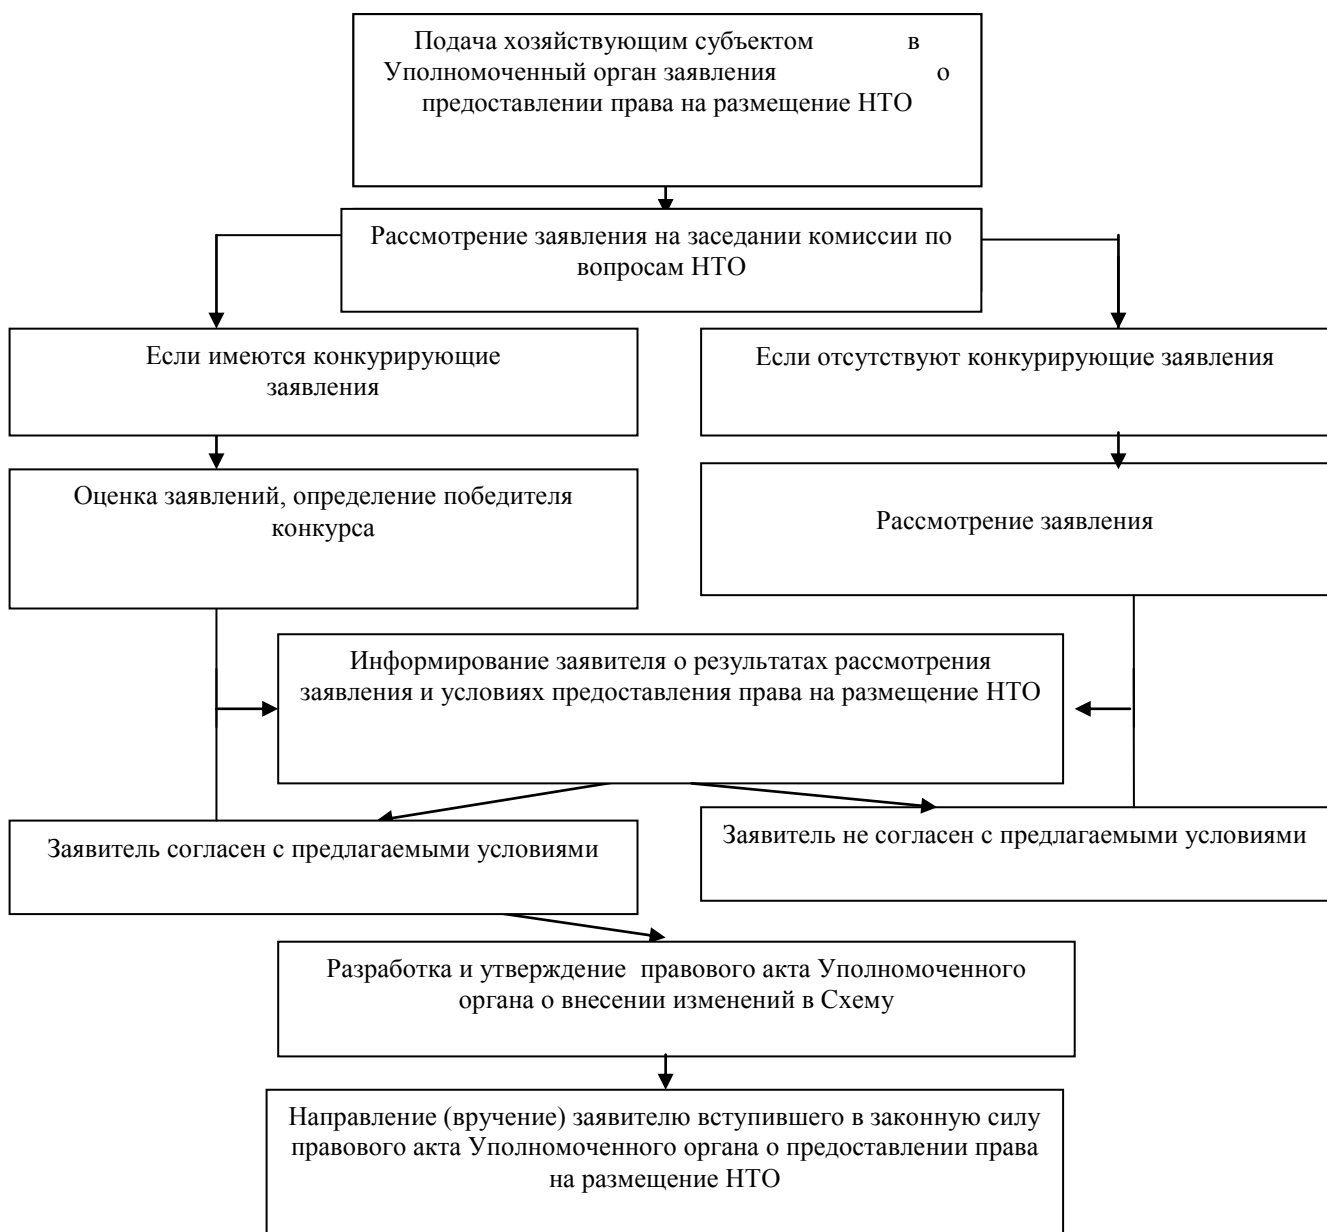 Подача хозяйствующим субъектом в
Уполномоченный орган заявления о
предоставлении права на размещение НТО
Рассмотрение заявления на заседании комиссии по
вопросам НТО
Если имеются конкурирующие
заявления
Если отсутствуют конкурирующие заявления
Оценка заявлений, определение победителя
конкурса
Рассмотрение заявления
Информирование заявителя о результатах рассмотрения
заявления и условиях предоставления права на размещение НТО
Заявитель согласен с предлагаемыми условиями
Заявитель не согласен с предлагаемыми условиями
Разработка и утверждение правового акта Уполномоченного
органа о внесении изменений в Схему
Направление (вручение) заявителю вступившего в законную силу
правового акта Уполномоченного органа о предоставлении права
на размещение НТО